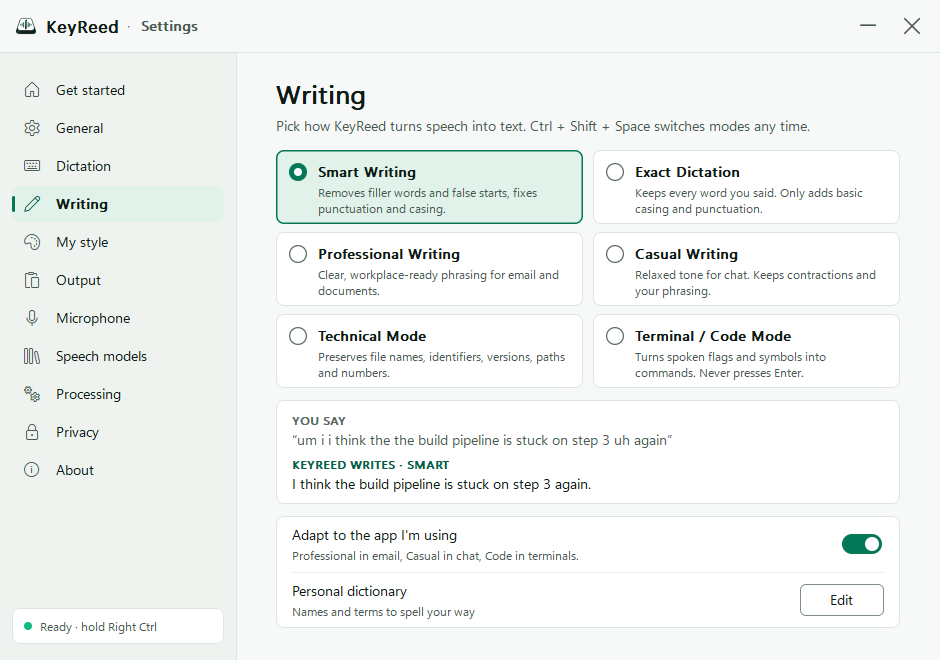 KeyReed · Settings
Get started
General
Dictation
Writing
My style
Output
Microphone
Speech models
Processing
Privacy
About
Ready · hold Right Ctrl
Writing
Pick how KeyReed turns speech into text. Ctrl + Shift + Space switches modes any time.
Smart Writing
Removes filler words and false starts, fixes
punctuation and casing.
Exact Dictation
Keeps every word you said. Only adds basic
casing and punctuation.
Professional Writing
Clear, workplace-ready phrasing for email and
documents.
Casual Writing
Relaxed tone for chat. Keeps contractions and
your phrasing.
Technical Mode
Preserves file names, identifiers, versions, paths
and numbers.
Terminal / Code Mode
Turns spoken flags and symbols into
commands. Never presses Enter.
YOU SAY
“um i i think the the build pipeline is stuck on step 3 uh again”
KEYREED WRITES · SMART
I think the build pipeline is stuck on step 3 again.
Adapt to the app I'm using
Professional in email, Casual in chat, Code in terminals.
Personal dictionary
Names and terms to spell your way
Edit